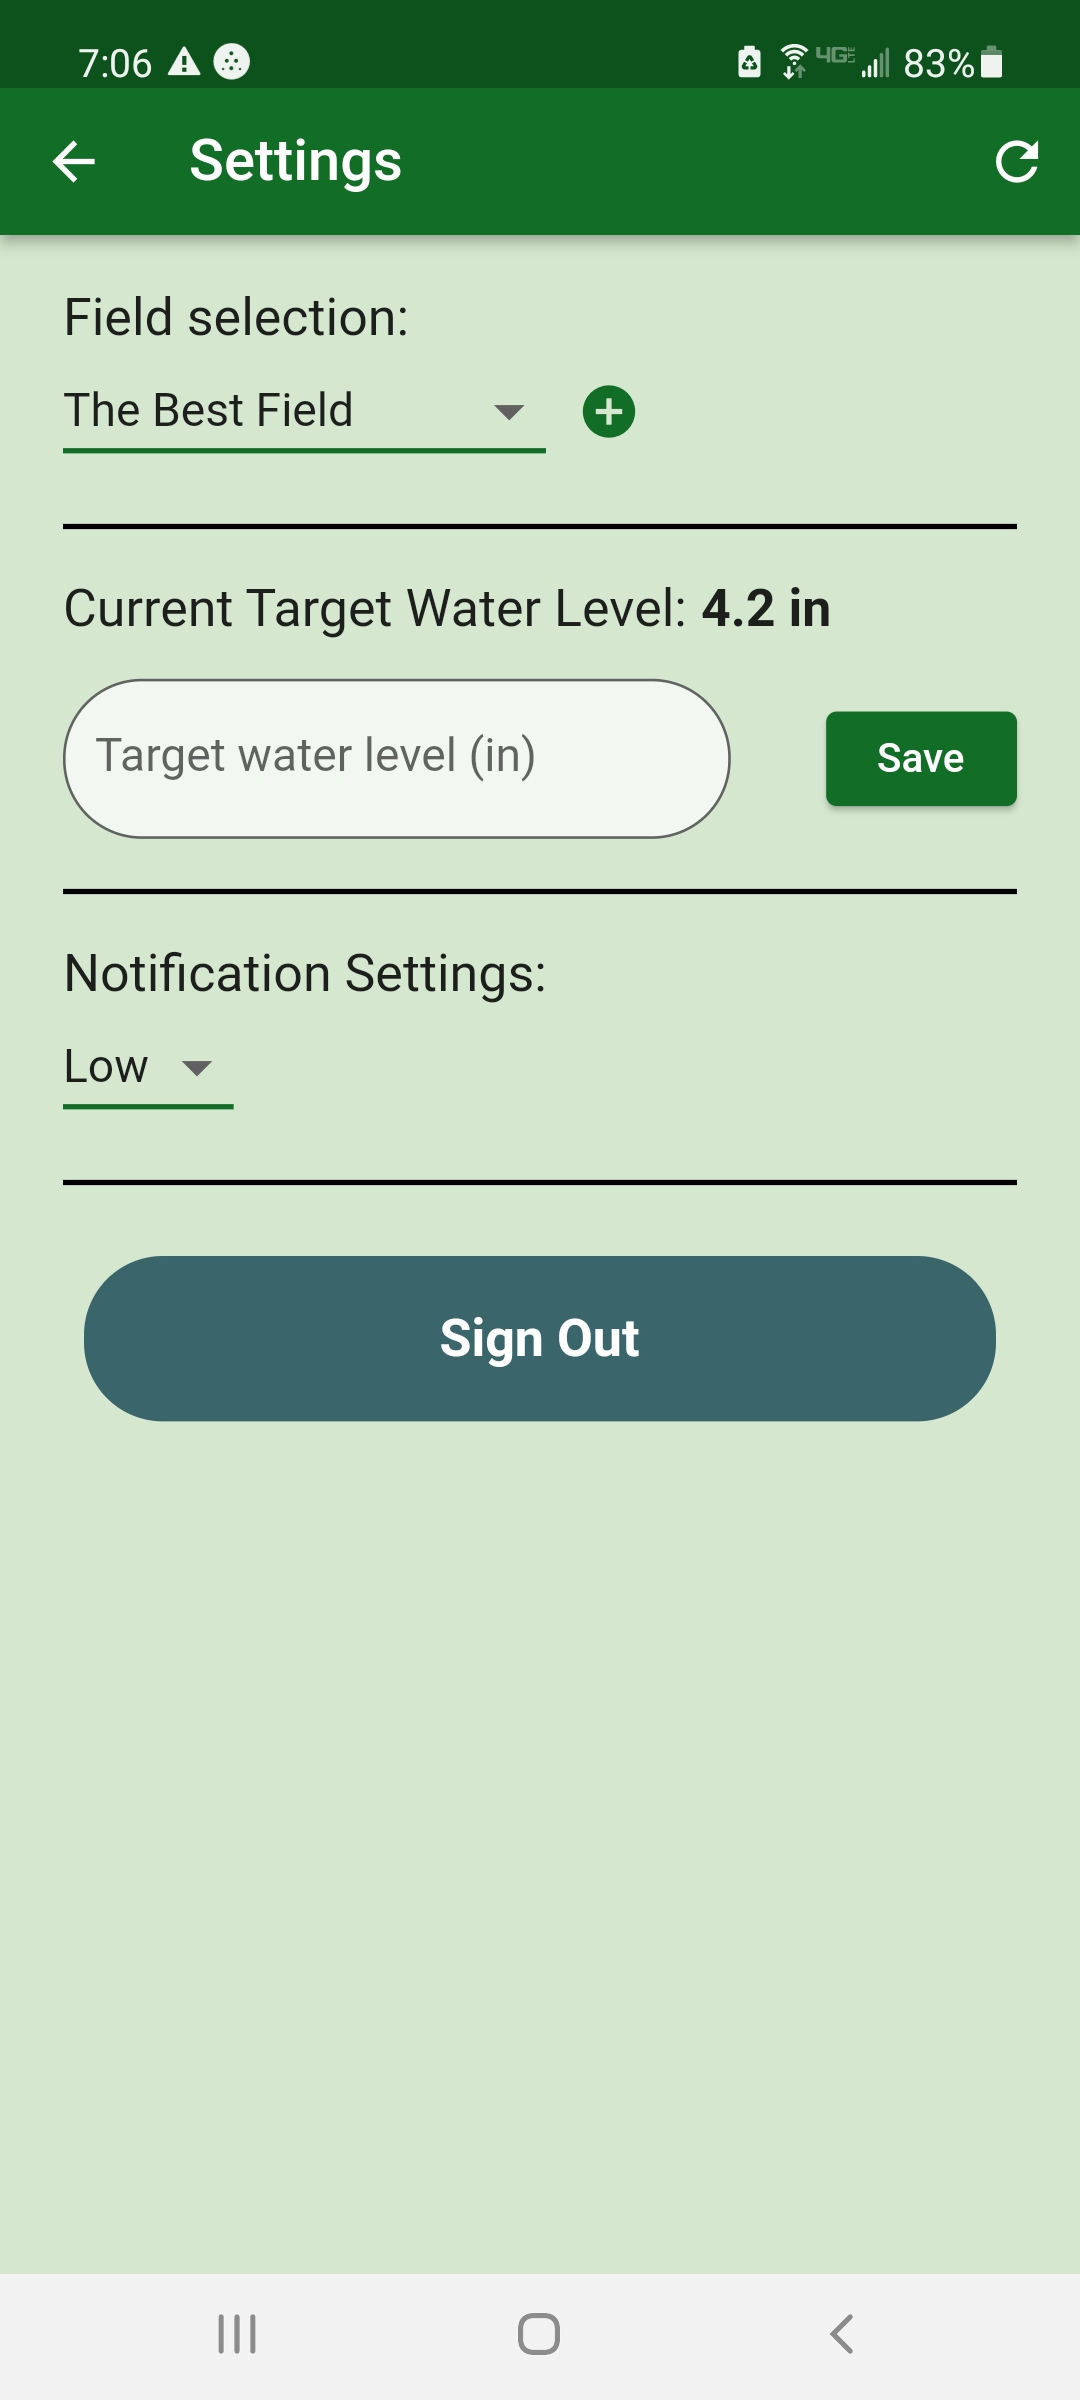 7:06 4G LTE 83%
Settings
Field selection:
The Best Field
Current Target Water Level: 4.2 in
Target water level (in)
Save
Notification Settings:
Low
Sign Out